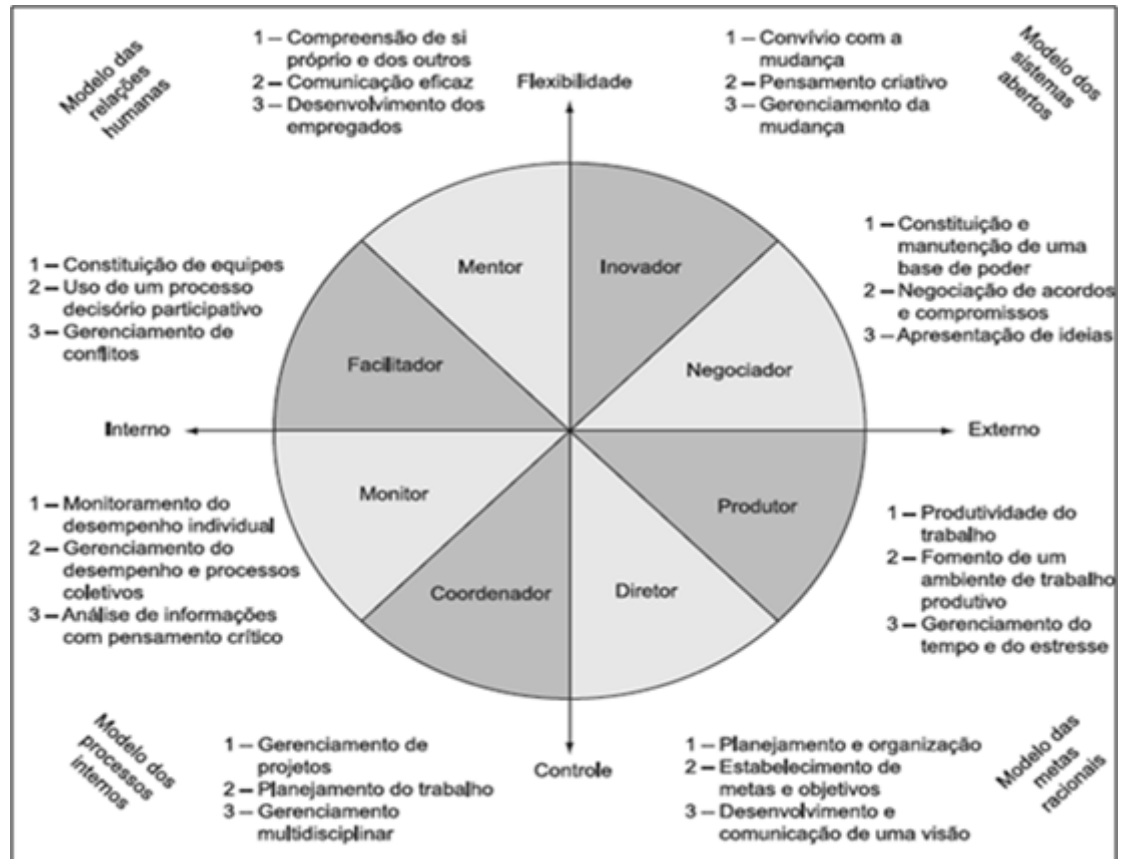 Modelo das
relações
humanas
1 – Compreensão de si
próprio e dos outros
2 – Comunicação eficaz
3 – Desenvolvimento dos
empregados
Flexibilidade
1 – Convívio com a
mudança
2 – Pensamento criativo
3 – Gerenciamento da
mudança
Modelo dos
sistemas
abertos
1 – Constituição de equipes
2 – Uso de um processo
decisório participativo
3 – Gerenciamento de
conflitos
Mentor
Inovador
Facilitador
Negociador
1 – Constituição e
manutenção de uma
base de poder
2 – Negociação de acordos
e compromissos
3 – Apresentação de ideias
Interno
Externo
1 – Monitoramento do
desempenho individual
2 – Gerenciamento do
desempenho e processos
coletivos
3 – Análise de informações
com pensamento crítico
Monitor
Produtor
Coordenador
Diretor
1 – Produtividade do
trabalho
2 – Fomento de um
ambiente de trabalho
produtivo
3 – Gerenciamento do
tempo e do estresse
Modelo dos
processos
internos
1 – Gerenciamento de
projetos
2 – Planejamento do trabalho
3 – Gerenciamento
multidisciplinar
Controle
1 – Planejamento e organização
2 – Estabelecimento de
metas e objetivos
3 – Desenvolvimento e
comunicação de uma visão
Modelo das
metas
racionais